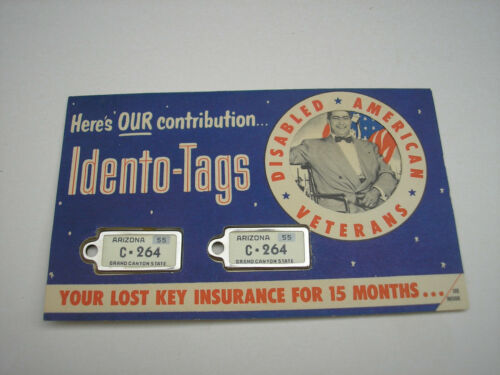 Here's OUR contribution...
Idento-Tags
DISABLED ★ AMERICAN ★ VETERANS
ARIZONA 55
C•264
GRAND CANYON STATE
ARIZONA 55
C•264
GRAND CANYON STATE
YOUR LOST KEY INSURANCE FOR 15 MONTHS...
INSIDE